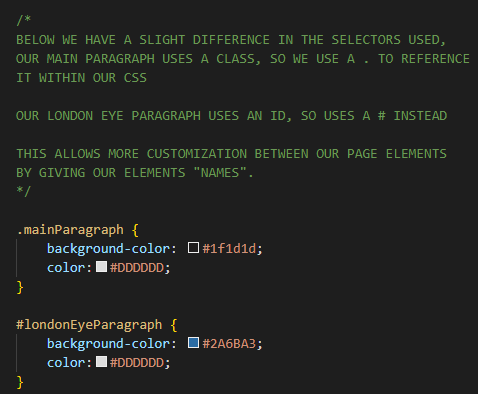 /*
BELOW WE HAVE A SLIGHT DIFFERENCE IN THE SELECTORS USED,
OUR MAIN PARAGRAPH USES A CLASS, SO WE USE A . TO REFERENCE
IT WITHIN OUR CSS

OUR LONDON EYE PARAGRAPH USES AN ID, SO USES A # INSTEAD

THIS ALLOWS MORE CUSTOMIZATION BETWEEN OUR PAGE ELEMENTS
BY GIVING OUR ELEMENTS "NAMES".
*/

.mainParagraph {
    background-color: #1f1d1d;
    color: #DDDDDD;
}

#londonEyeParagraph {
    background-color: #2A6BA3;
    color: #DDDDDD;
}